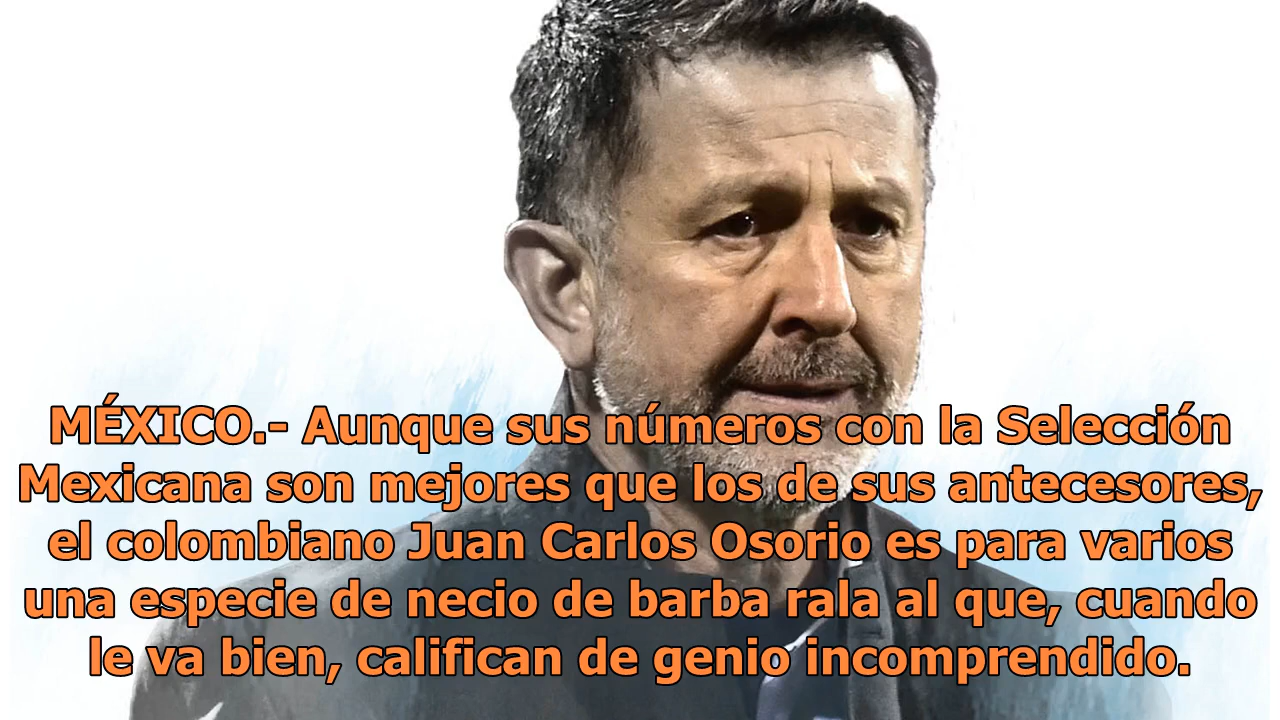 MÉXICO.- Aunque sus números con la Selección
Mexicana son mejores que los de sus antecesores,
el colombiano Juan Carlos Osorio es para varios
una especie de necio de barba rala al que, cuando
le va bien, califican de genio incomprendido.